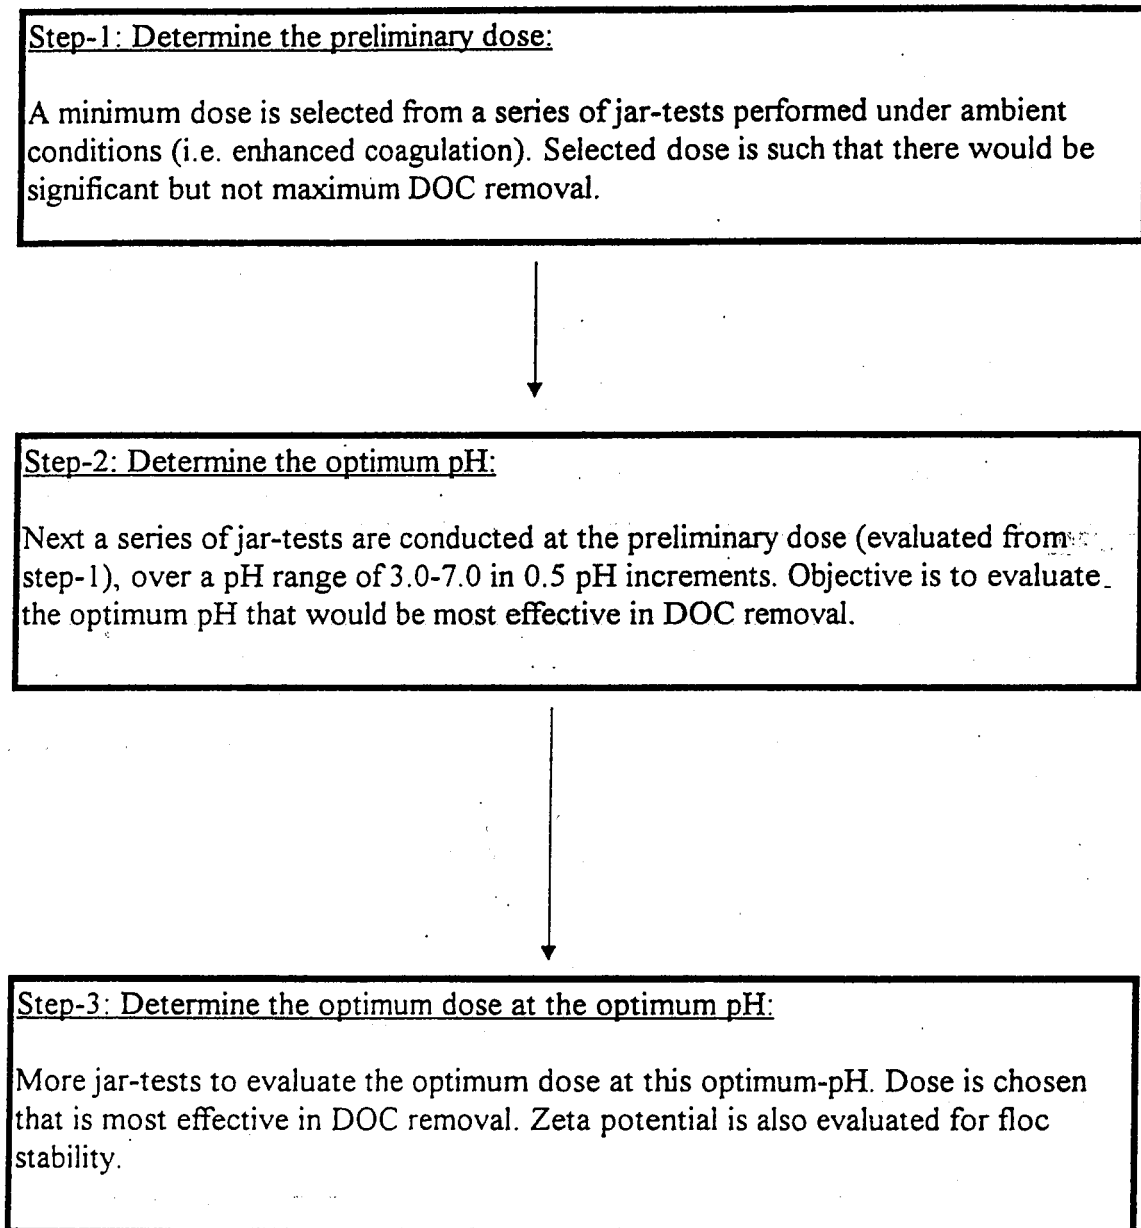 Step-1: Determine the preliminary dose:
A minimum dose is selected from a series of jar-tests performed under ambient
conditions (i.e. enhanced coagulation). Selected dose is such that there would be
significant but not maximum DOC removal.
Step-2: Determine the optimum pH:
Next a series of jar-tests are conducted at the preliminary dose (evaluated from
step-1), over a pH range of 3.0-7.0 in 0.5 pH increments. Objective is to evaluate
the optimum pH that would be most effective in DOC removal.
Step-3: Determine the optimum dose at the optimum pH:
More jar-tests to evaluate the optimum dose at this optimum-pH. Dose is chosen
that is most effective in DOC removal. Zeta potential is also evaluated for floc
stability.